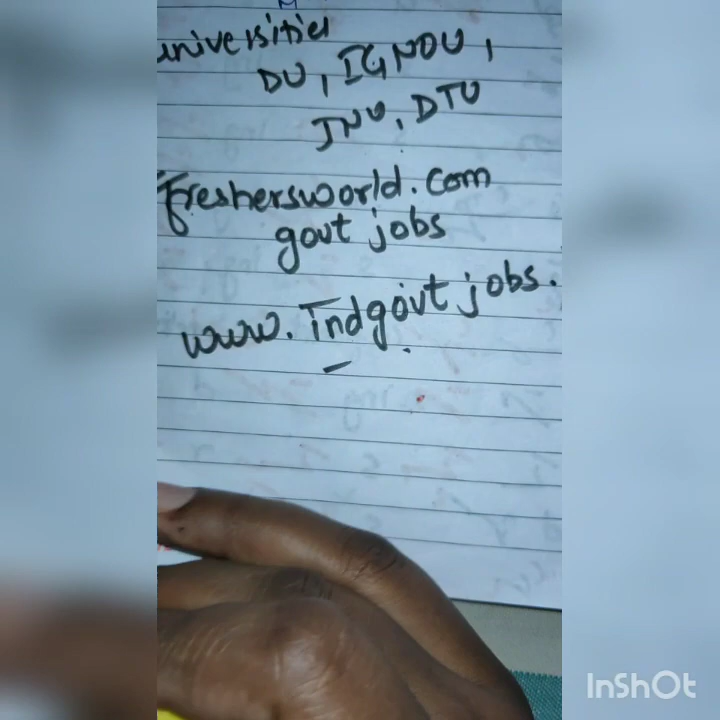 universities
DU, IGNOU,
JNU, DTU
Freshersworld.com
govt jobs
www.Indgovtjobs.
InShOt